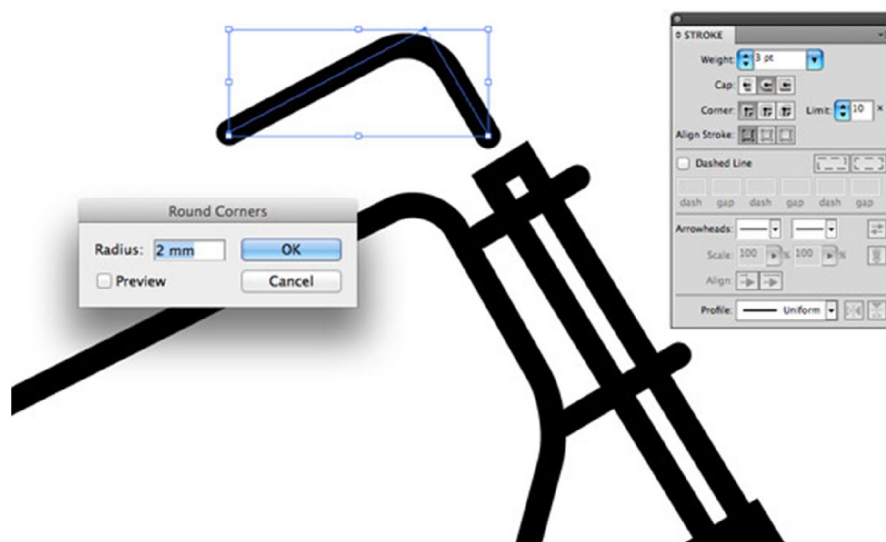 STROKE
Weight: 3 pt
Cap:
Corner: Limit: 10 x
Align Stroke:
Dashed Line
dash gap dash gap dash gap
Arrowheads:
Scale: 100 % 100 %
Align:
Profile: Uniform
Round Corners
Radius: 2 mm OK
Preview Cancel